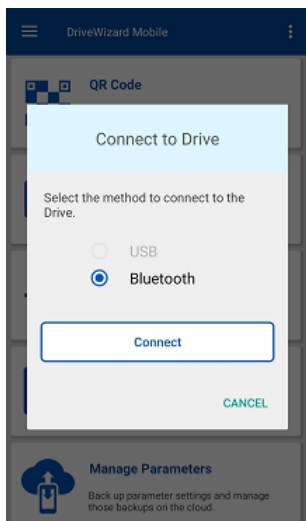 DriveWizard Mobile
QR Code
Connect to Drive
Select the method to connect to the
Drive.
USB
Bluetooth
Connect
CANCEL
Manage Parameters
Back up parameter settings and manage
those backups on the cloud.